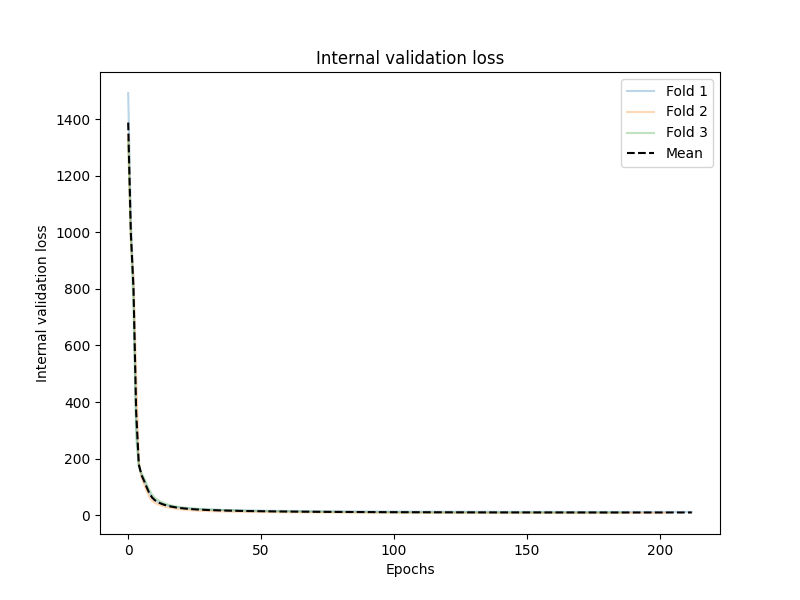 Internal validation loss
Fold 1
Fold 2
Fold 3
Mean
Internal validation loss
1400
1200
1000
800
600
400
200
0
0 50 100 150 200
Epochs